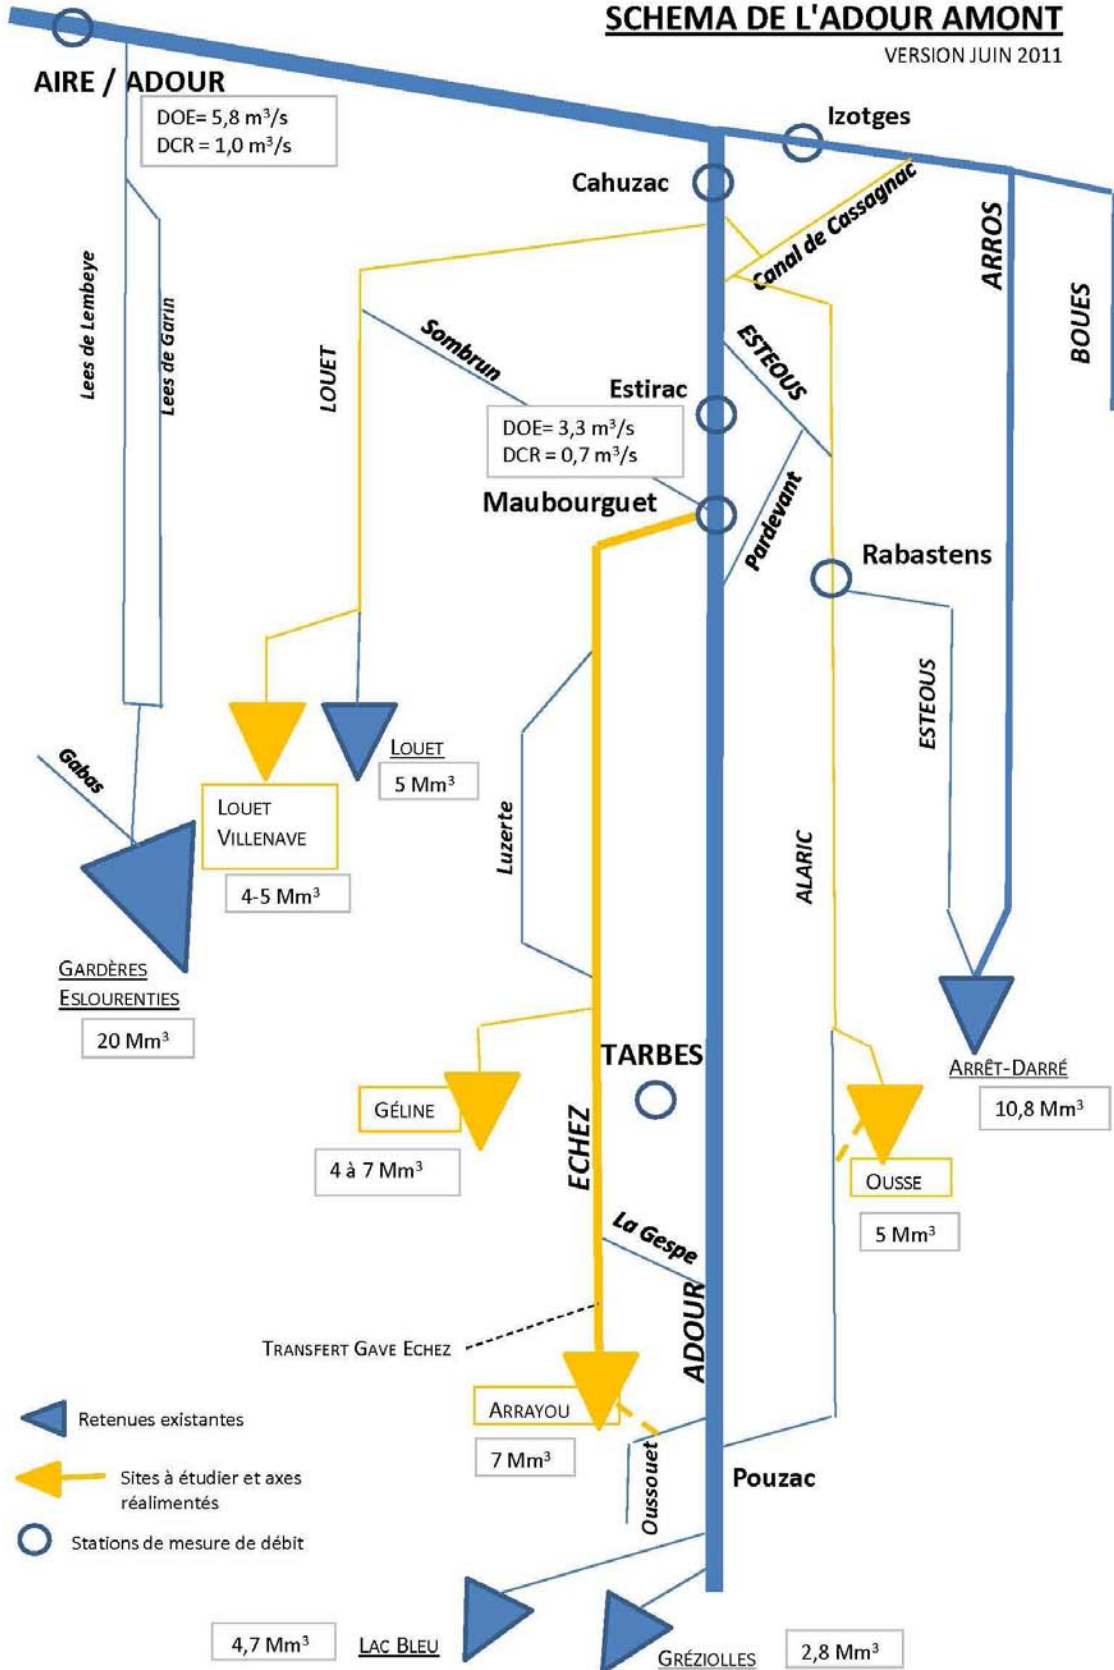 SCHEMA DE L'ADOUR AMONT
VERSION JUIN 2011
AIRE / ADOUR
DOE= 5,8 m³/s
DCR = 1,0 m³/s
Izotges
Cahuzac
Canal de Cassagnac
ARROS
BOUES
Lees de Lembeye
Lees de Garin
LOUET
Sombrun
ESTEOUS
Estirac
DOE= 3,3 m³/s
DCR = 0,7 m³/s
Maubourguet
Pardevant
Rabastens
ESTEOUS
Gabas
LOUET
5 Mm³
LOUET
VILLENAVE
4-5 Mm³
Luzerte
ALARIC
GARDÈRES
ESLOURENTIES
20 Mm³
TARBES
ARRÊT-DARRÉ
10,8 Mm³
GÉLINE
4 à 7 Mm³
ECHEZ
OUSSE
5 Mm³
La Gespe
ADOUR
TRANSFERT GAVE ECHEZ
ARRAYOU
7 Mm³
Oussouet
Pouzac
Retenues existantes
Sites à étudier et axes
réalimentés
Stations de mesure de débit
4,7 Mm³
LAC BLEU
GRÉZIOLLES
2,8 Mm³